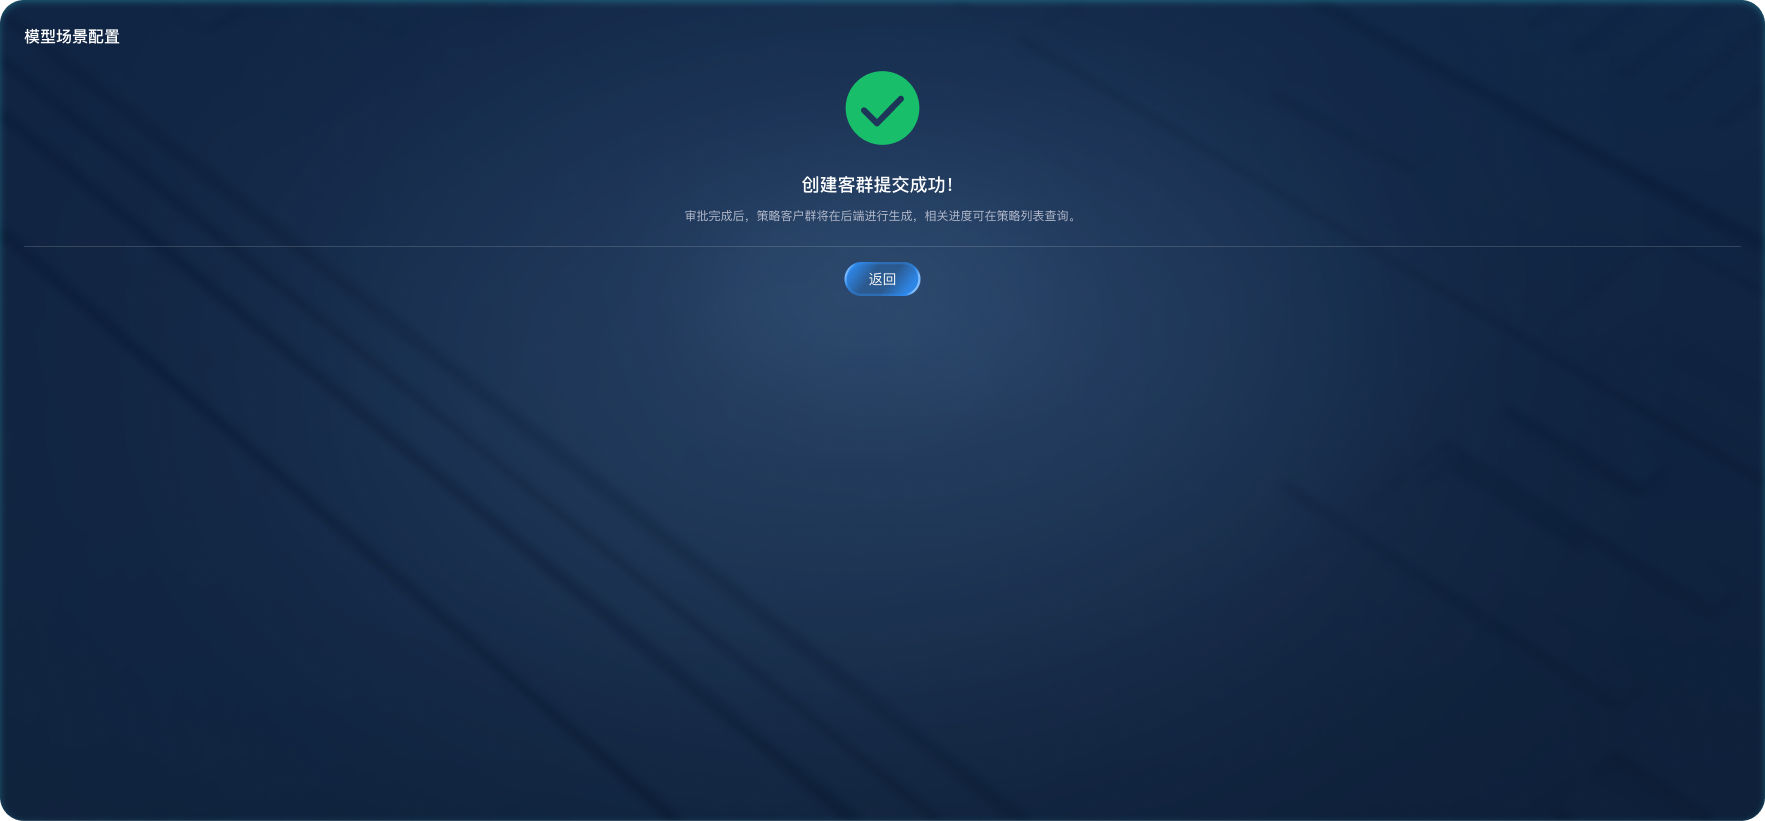 模型场景配置
创建客群提交成功!
审批完成后，策略客户群将在后端进行生成，相关进度可在策略列表查询。
返回